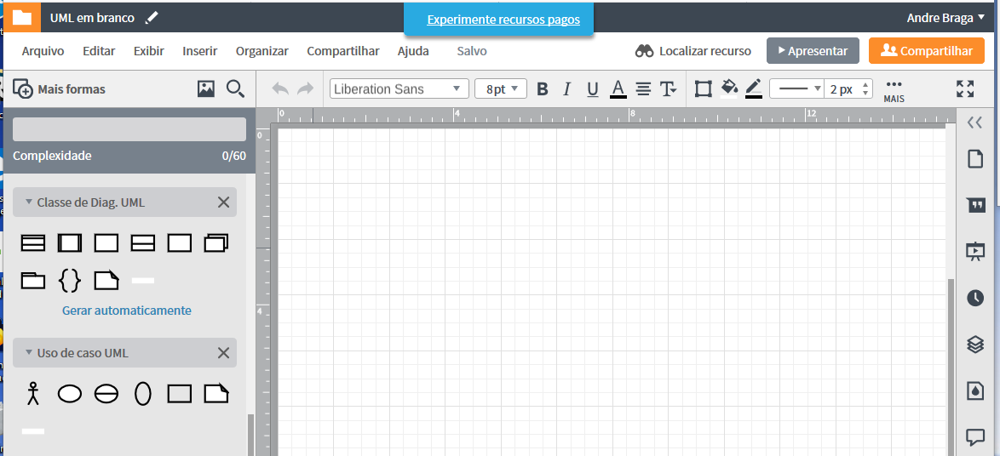 UML em branco
Experimente recursos pagos
Andre Braga
Arquivo Editar Exibir Inserir Organizar Compartilhar Ajuda Salvo Localizar recurso Apresentar Compartilhar
Mais formas
Liberation Sans 8pt B I U A T 2 px MAIS
0 4 8 12
Complexidade 0/60
0
Classe de Diag. UML
Gerar automaticamente
4
Uso de caso UML